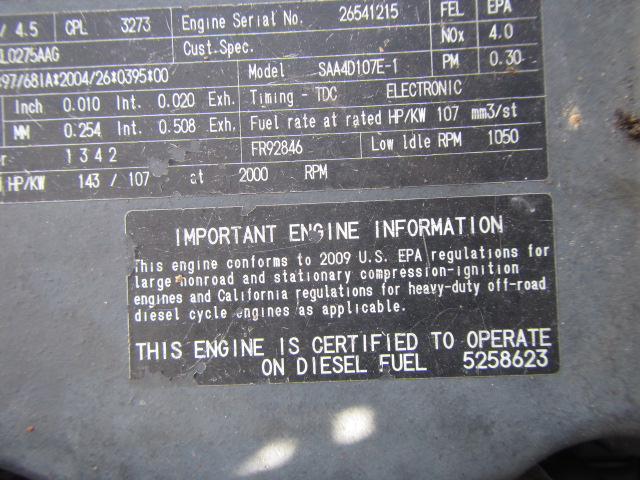 / 4.5 CPL 3273 Engine Serial No. 26541215 FEL EPA
L0275AAG Cust.Spec. NOx 4.0
*97/681A*2004/26*0395*00 Model SAA4D107E-1 PM 0.30
Inch 0.010 Int. 0.020 Exh. Timing - TDC ELECTRONIC
MM 0.254 Int. 0.508 Exh. Fuel rate at rated HP/KW 107 mm3/st
1342 FR92846 Low Idle RPM 1050
HP/KW 143 / 107 at 2000 RPM
IMPORTANT ENGINE INFORMATION
This engine conforms to 2009 U.S. EPA regulations for
large nonroad and stationary compression-ignition
engines and California regulations for heavy-duty off-road
diesel cycle engines as applicable.
THIS ENGINE IS CERTIFIED TO OPERATE
ON DIESEL FUEL 5258623